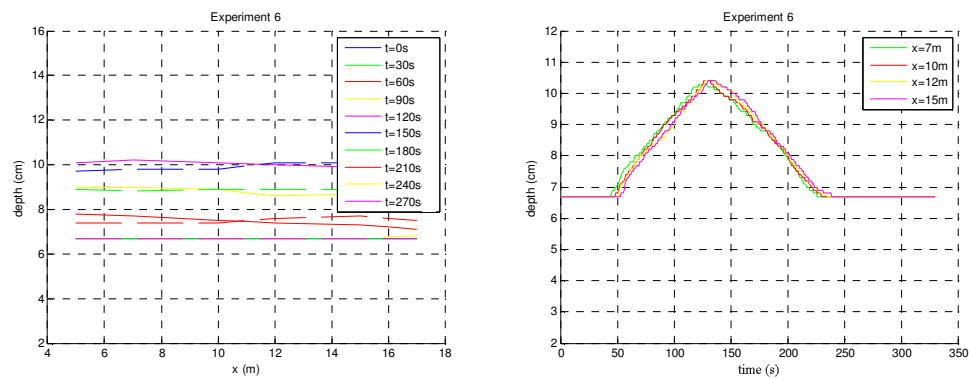 Experiment 6
16
14
12
10
8
6
4
2
4
6
8
10
12
14
16
18
depth (cm)
x (m)
t=0s
t=30s
t=60s
t=90s
t=120s
t=150s
t=180s
t=210s
t=240s
t=270s
Experiment 6
12
11
10
9
8
7
6
5
4
3
2
0
50
100
150
200
250
300
350
depth (cm)
time (s)
x=7m
x=10m
x=12m
x=15m